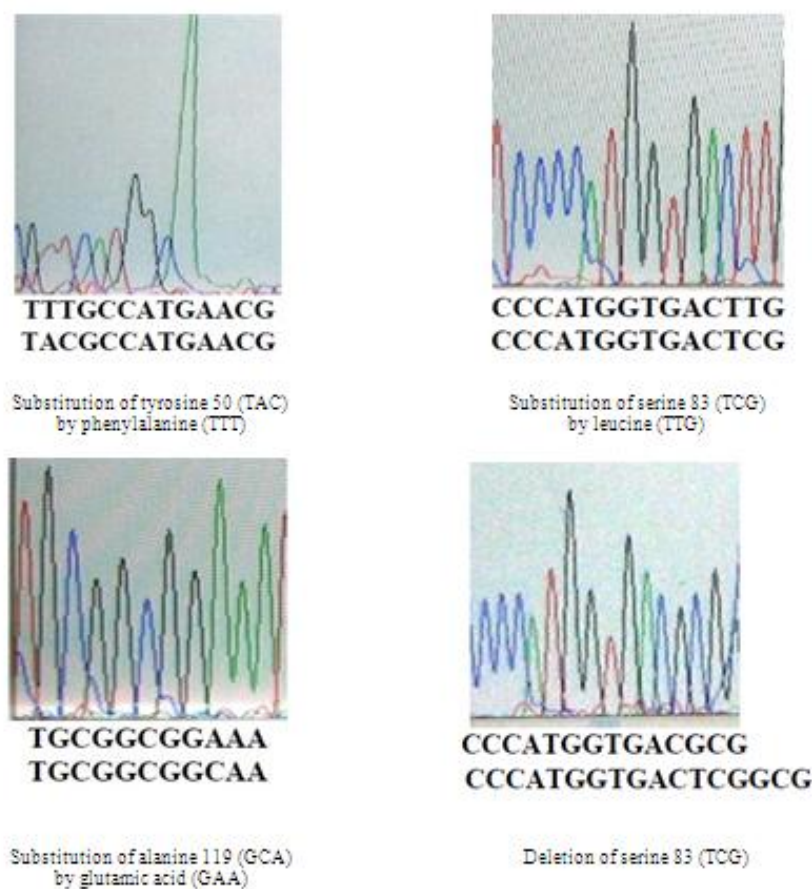 TTTGCCATGAACG
TACGCCATGAACG
Substitution of tyrosine 50 (TAC)
by phenylalanine (TTT)
CCCATGGTGACTTG
CCCATGGTGACTCG
Substitution of serine 83 (TCG)
by leucine (TTG)
TGCGGCGGAAA
TGCGGCGGCAA
Substitution of alanine 119 (GCA)
by glutamic acid (GAA)
CCCATGGTGACGCG
CCCATGGTGACTCGGCG
Deletion of serine 83 (TCG)